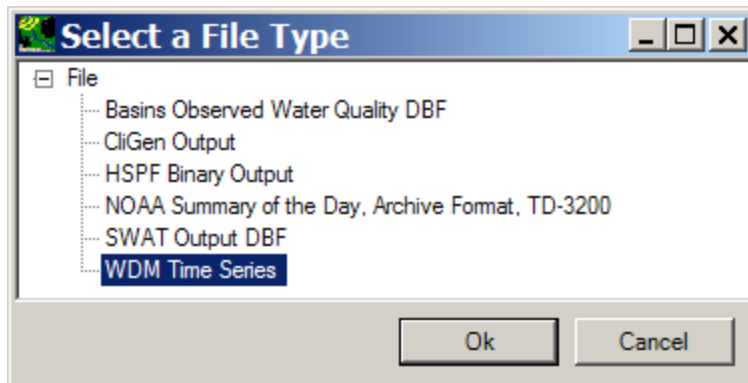 Select a File Type
File
Basins Observed Water Quality DBF
CliGen Output
HSPF Binary Output
NOAA Summary of the Day, Archive Format, TD-3200
SWAT Output DBF
WDM Time Series
Ok Cancel